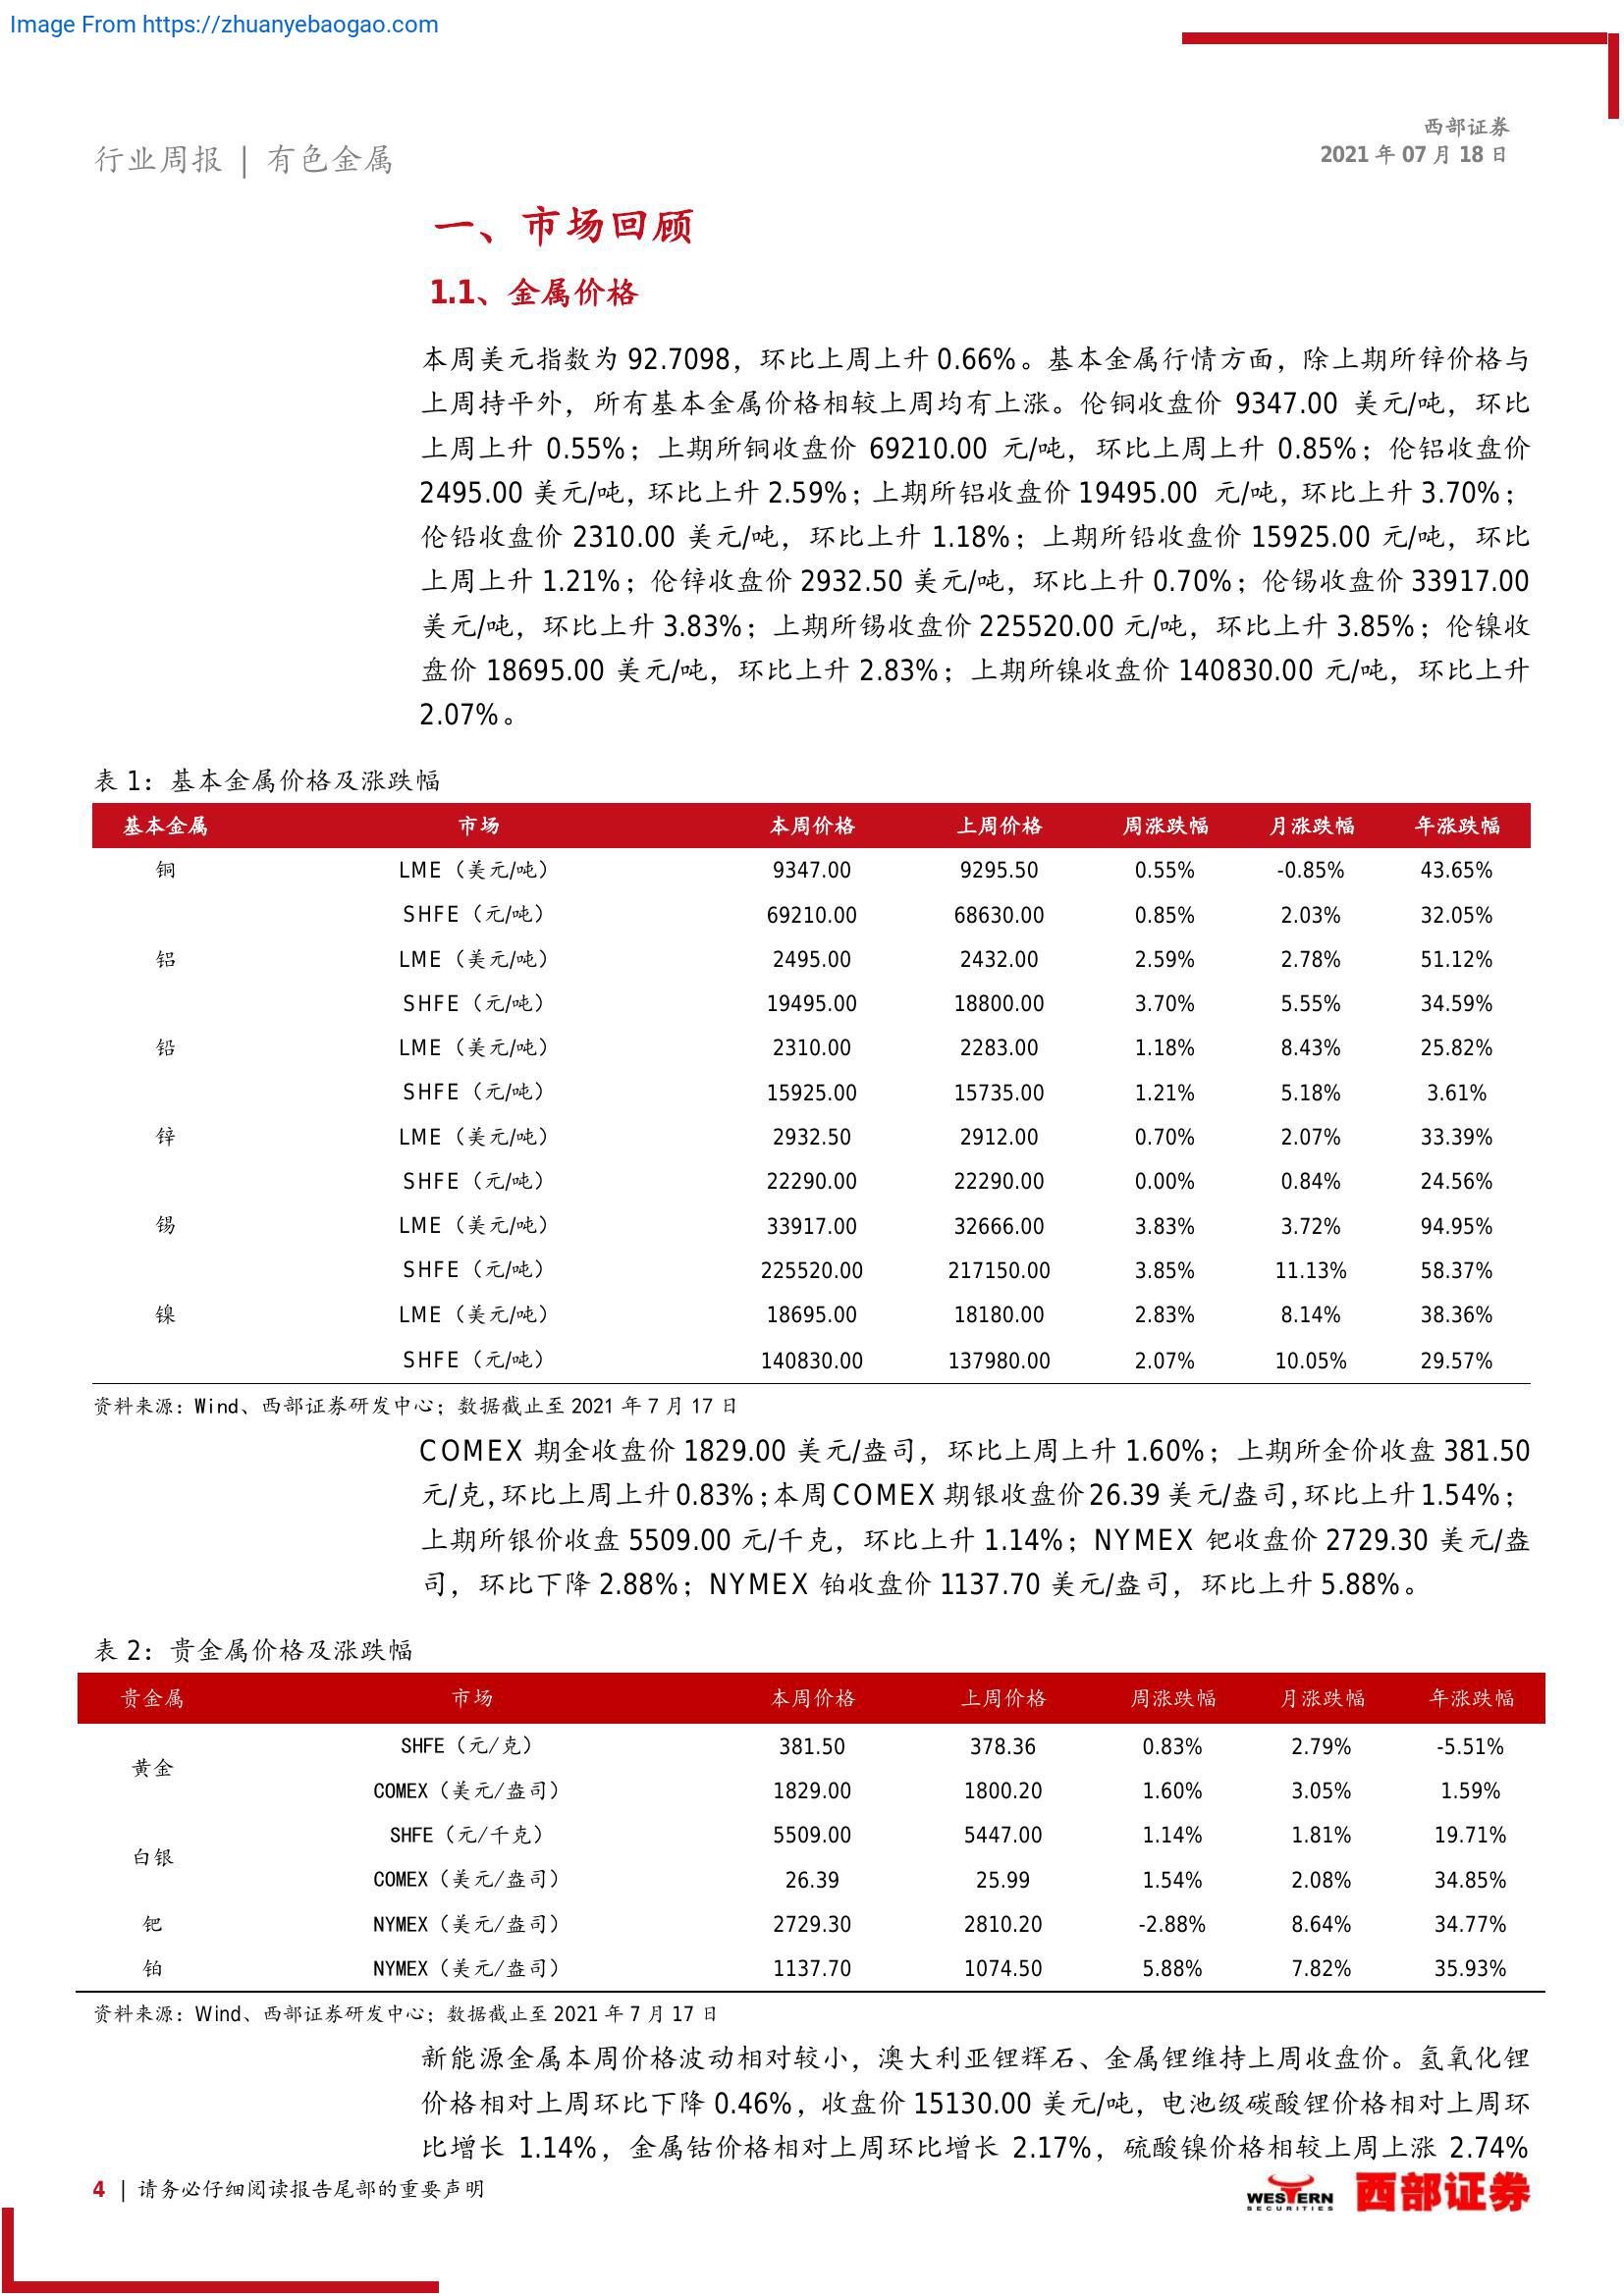 Image From https://zhuanyebaogao.com
西部证券
2021 年 07 月 18 日
行业周报 | 有色金属
一、市场回顾
1.1、金属价格
本周美元指数为 92.7098，环比上周上升 0.66%。基本金属行情方面，除上期所锌价格与
上周持平外，所有基本金属价格相较上周均有上涨。伦铜收盘价 9347.00 美元/吨，环比
上周上升 0.55%；上期所铜收盘价 69210.00 元/吨，环比上周上升 0.85%；伦铝收盘价
2495.00 美元/吨，环比上升 2.59%；上期所铝收盘价 19495.00 元/吨，环比上升 3.70%；
伦铅收盘价 2310.00 美元/吨，环比上升 1.18%；上期所铅收盘价 15925.00 元/吨，环比
上周上升 1.21%；伦锌收盘价 2932.50 美元/吨，环比上升 0.70%；伦锡收盘价 33917.00
美元/吨，环比上升 3.83%；上期所锡收盘价 225520.00 元/吨，环比上升 3.85%；伦镍收
盘价 18695.00 美元/吨，环比上升 2.83%；上期所镍收盘价 140830.00 元/吨，环比上升
2.07%。
表 1：基本金属价格及涨跌幅
基本金属 市场 本周价格 上周价格 周涨跌幅 月涨跌幅 年涨跌幅
铜 LME（美元/吨） 9347.00 9295.50 0.55% -0.85% 43.65%
SHFE（元/吨） 69210.00 68630.00 0.85% 2.03% 32.05%
铝 LME（美元/吨） 2495.00 2432.00 2.59% 2.78% 51.12%
SHFE（元/吨） 19495.00 18800.00 3.70% 5.55% 34.59%
铅 LME（美元/吨） 2310.00 2283.00 1.18% 8.43% 25.82%
SHFE（元/吨） 15925.00 15735.00 1.21% 5.18% 3.61%
锌 LME（美元/吨） 2932.50 2912.00 0.70% 2.07% 33.39%
SHFE（元/吨） 22290.00 22290.00 0.00% 0.84% 24.56%
锡 LME（美元/吨） 33917.00 32666.00 3.83% 3.72% 94.95%
SHFE（元/吨） 225520.00 217150.00 3.85% 11.13% 58.37%
镍 LME（美元/吨） 18695.00 18180.00 2.83% 8.14% 38.36%
SHFE（元/吨） 140830.00 137980.00 2.07% 10.05% 29.57%
资料来源：Wind、西部证券研发中心；数据截止至 2021 年 7 月 17 日
COMEX 期金收盘价 1829.00 美元/盎司，环比上周上升 1.60%；上期所金价收盘 381.50
元/克，环比上周上升 0.83%；本周 COMEX 期银收盘价 26.39 美元/盎司，环比上升 1.54%；
上期所银价收盘 5509.00 元/千克，环比上升 1.14%；NYMEX 钯收盘价 2729.30 美元/盎
司，环比下降 2.88%；NYMEX 铂收盘价 1137.70 美元/盎司，环比上升 5.88%。
表 2：贵金属价格及涨跌幅
贵金属 市场 本周价格 上周价格 周涨跌幅 月涨跌幅 年涨跌幅
黄金 SHFE（元/克） 381.50 378.36 0.83% 2.79% -5.51%
COMEX（美元/盎司） 1829.00 1800.20 1.60% 3.05% 1.59%
白银 SHFE（元/千克） 5509.00 5447.00 1.14% 1.81% 19.71%
COMEX（美元/盎司） 26.39 25.99 1.54% 2.08% 34.85%
钯 NYMEX（美元/盎司） 2729.30 2810.20 -2.88% 8.64% 34.77%
铂 NYMEX（美元/盎司） 1137.70 1074.50 5.88% 7.82% 35.93%
资料来源：Wind、西部证券研发中心；数据截止至 2021 年 7 月 17 日
新能源金属本周价格波动相对较小，澳大利亚锂辉石、金属锂维持上周收盘价。氢氧化锂
价格相对上周环比下降 0.46%，收盘价 15130.00 美元/吨，电池级碳酸锂价格相对上周环
比增长 1.14%，金属钴价格相对上周环比增长 2.17%，硫酸镍价格相较上周上涨 2.74%
4 | 请务必仔细阅读报告尾部的重要声明
WESTERN
SECURITIES
西部证券